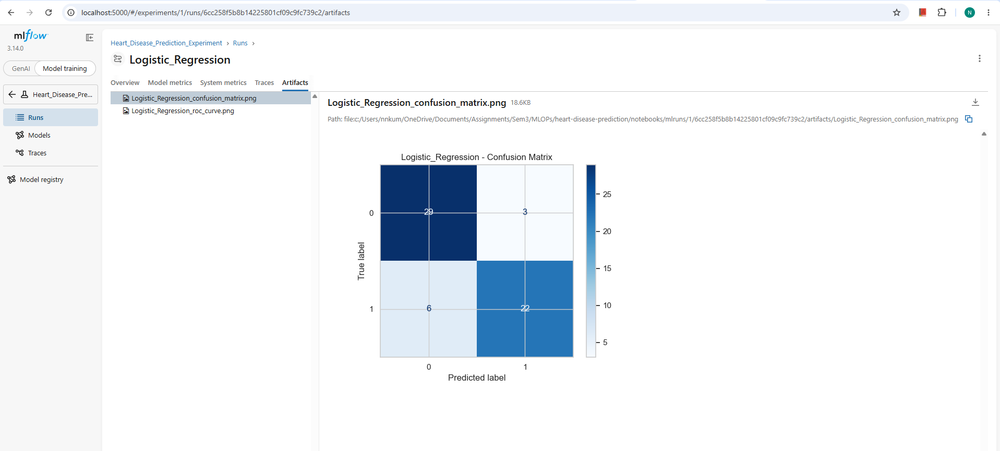 localhost:5000/#/experiments/1/runs/6cc258f5b8b14225801cf09c9fc739c2/artifacts
N
mlflow
3.14.0
GenAI
Model training
Heart_Disease_Pre...
Runs
Models
Traces
Model registry
Heart_Disease_Prediction_Experiment > Runs >
Logistic_Regression
Overview Model metrics System metrics Traces Artifacts
Logistic_Regression_confusion_matrix.png
Logistic_Regression_roc_curve.png
Logistic_Regression_confusion_matrix.png 18.6KB
Path: file:c:/Users/nnkum/OneDrive/Documents/Assignments/Sem3/MLOPs/heart-disease-prediction/notebooks/mlruns/1/6cc258f5b8b14225801cf09c9fc739c2/artifacts/Logistic_Regression_confusion_matrix.png
Logistic_Regression - Confusion Matrix
True label
0
29
3
1
6
22
0
1
Predicted label
25
20
15
10
5